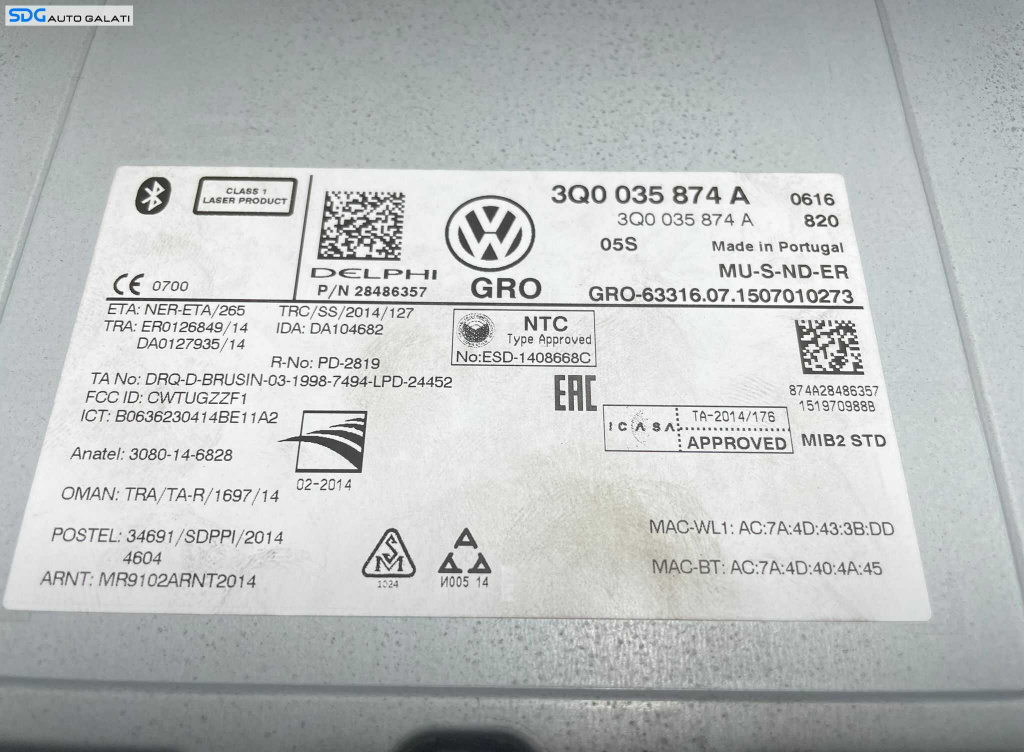 SDG AUTO GALATI
CLASS 1
LASER PRODUCT
3Q0 035 874 A 0616
3Q0 035 874 A 820
05S Made in Portugal
MU-S-ND-ER
DELPHI
P/N 28486357
GRO
GRO-63316.07.1507010273
CE 0700
ETA: NER-ETA/265 TRC/SS/2014/127
TRA: ER0126849/14 IDA: DA104682
DA0127935/14
R-No: PD-2819
NTC
Type Approved
No:ESD-1408668C
TA No: DRQ-D-BRUSIN-03-1998-7494-LPD-24452
FCC ID: CWTUGZZF1
ICT: B0636230414BE11A2
EAC
874A28486357
151970988B
ICASA TA-2014/176
APPROVED
MIB2 STD
Anatel: 3080-14-6828
02-2014
OMAN: TRA/TA-R/1697/14
POSTEL: 34691/SDPPI/2014
4604
ARNT: MR9102ARNT2014
S
M
1024
И005 14
MAC-WL1: AC:7A:4D:43:3B:DD
MAC-BT: AC:7A:4D:40:4A:45